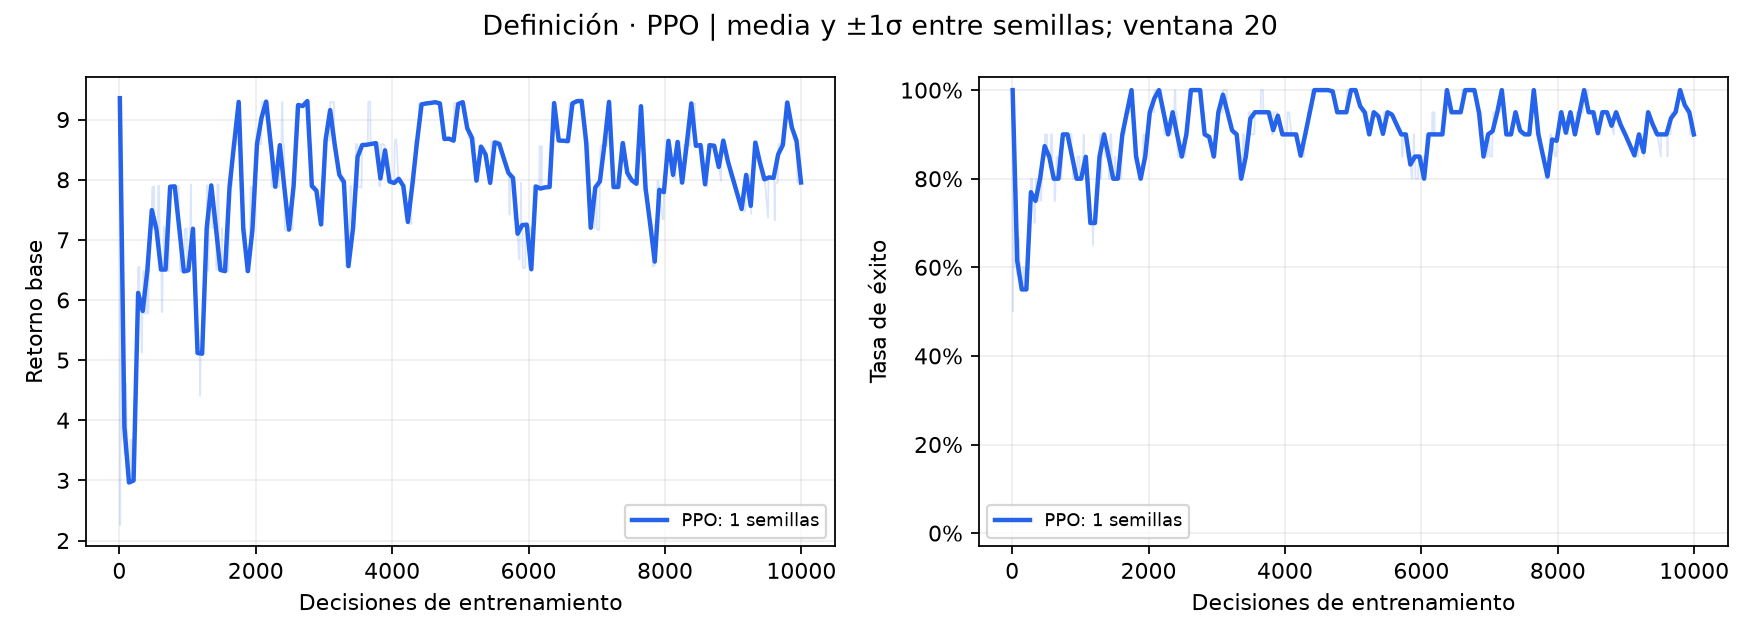 Definición · PPO | media y ±1σ entre semillas; ventana 20
Retorno base
9
8
7
6
5
4
3
2
0 2000 4000 6000 8000 10000
Decisiones de entrenamiento
PPO: 1 semillas
Tasa de éxito
100%
80%
60%
40%
20%
0%
0 2000 4000 6000 8000 10000
Decisiones de entrenamiento
PPO: 1 semillas